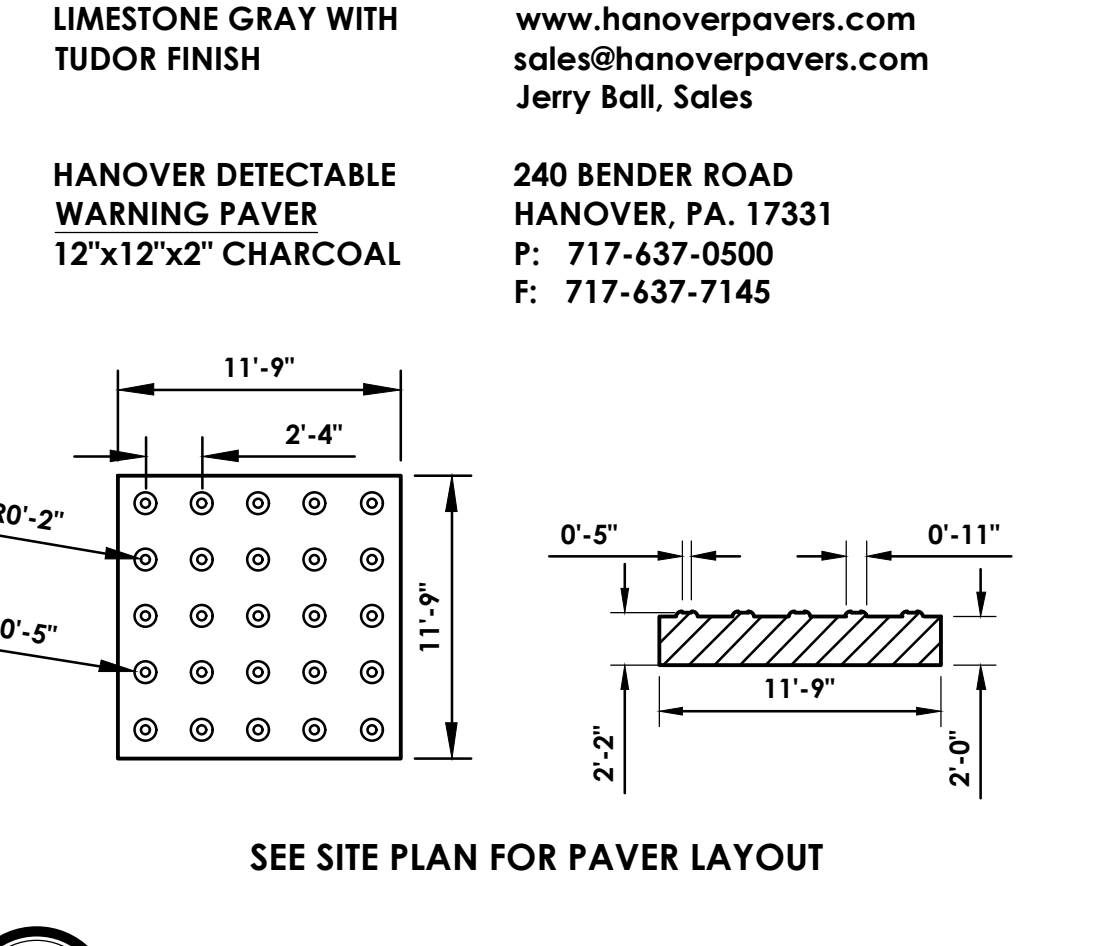 LIMESTONE GRAY WITH
TUDOR FINISH
www.hanoverpavers.com
sales@hanoverpavers.com
Jerry Ball, Sales
HANOVER DETECTABLE
WARNING PAVER
12"x12"x2" CHARCOAL
240 BENDER ROAD
HANOVER, PA. 17331
P: 717-637-0500
F: 717-637-7145
11'-9"
2'-4"
R0'-2"
0'-5"
11'-9"
0'-5"
0'-11"
11'-9"
2'-2"
2'-0"
SEE SITE PLAN FOR PAVER LAYOUT